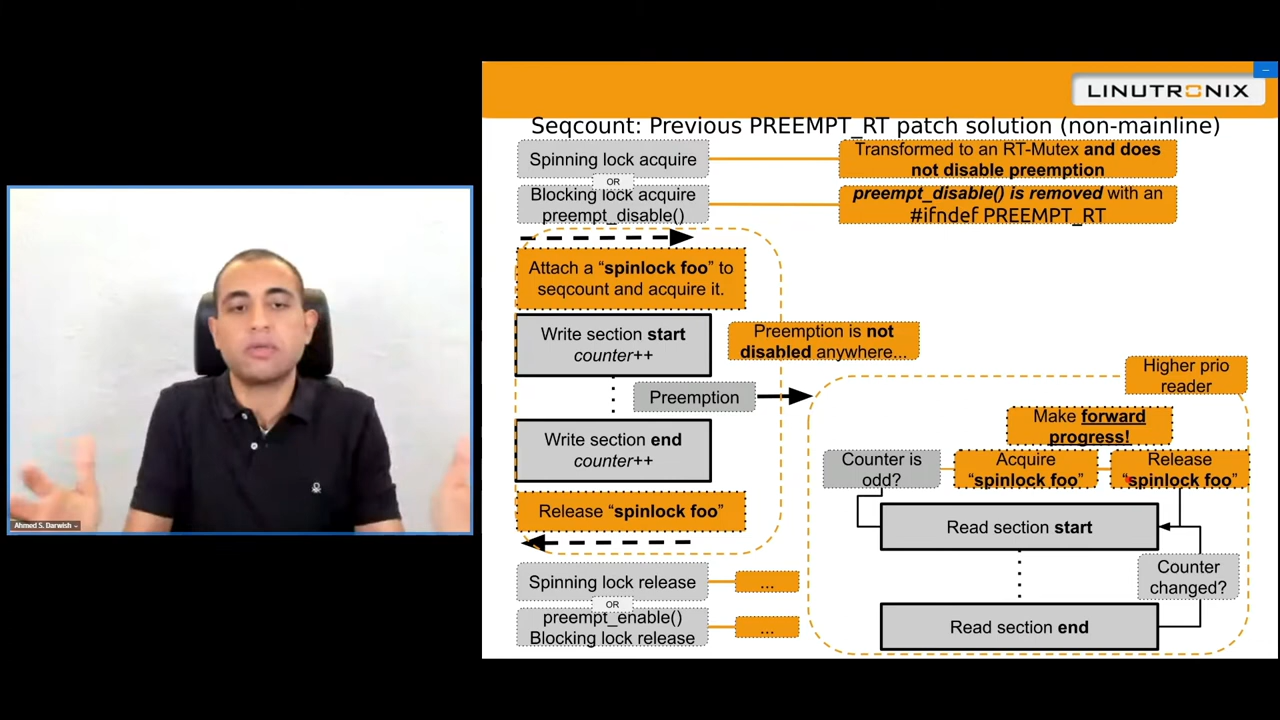 LINUTRONIX
Seqcount: Previous PREEMPT_RT patch solution (non-mainline)
Spinning lock acquire
OR
Blocking lock acquire
preempt_disable()
Transformed to an RT-Mutex and does
not disable preemption
preempt_disable() is removed with an
#ifndef PREEMPT_RT
Attach a “spinlock foo” to
seqcount and acquire it.
Write section start
counter++
Preemption is not
disabled anywhere...
Preemption
Write section end
counter++
Release “spinlock foo”
Spinning lock release
...
OR
preempt_enable()
Blocking lock release
...
Higher prio
reader
Make forward
progress!
Counter is
odd?
Acquire
“spinlock foo”
Release
“spinlock foo”
Read section start
Counter
changed?
Read section end
Ahmed S. Darwish